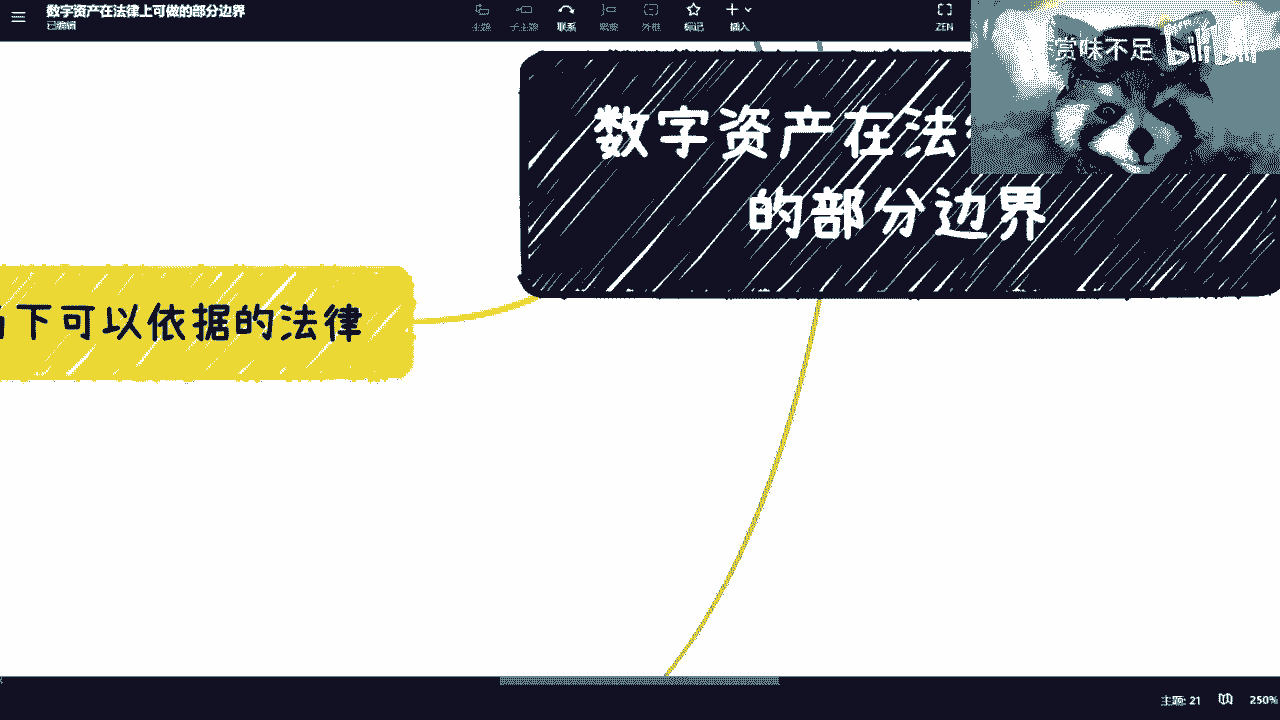 数字资产在法律上可做的部分边界
已编辑
主题
子主题
联系
概要
外框
标记
插入
ZEN
赏味不足
bilibili
数字资产在法
的部分边界
下可以依据的法律
主题: 21
250%